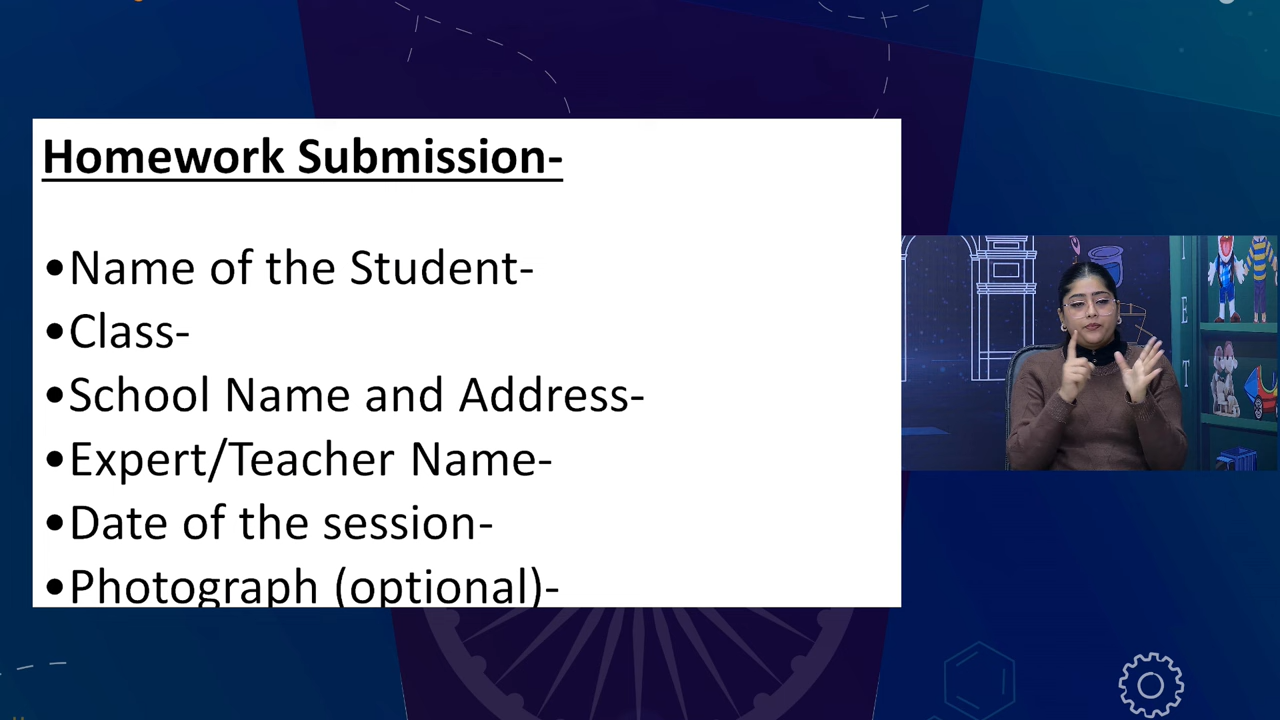 Homework Submission-
•Name of the Student-
•Class-
•School Name and Address-
•Expert/Teacher Name-
•Date of the session-
•Photograph (optional)-
I
E
T